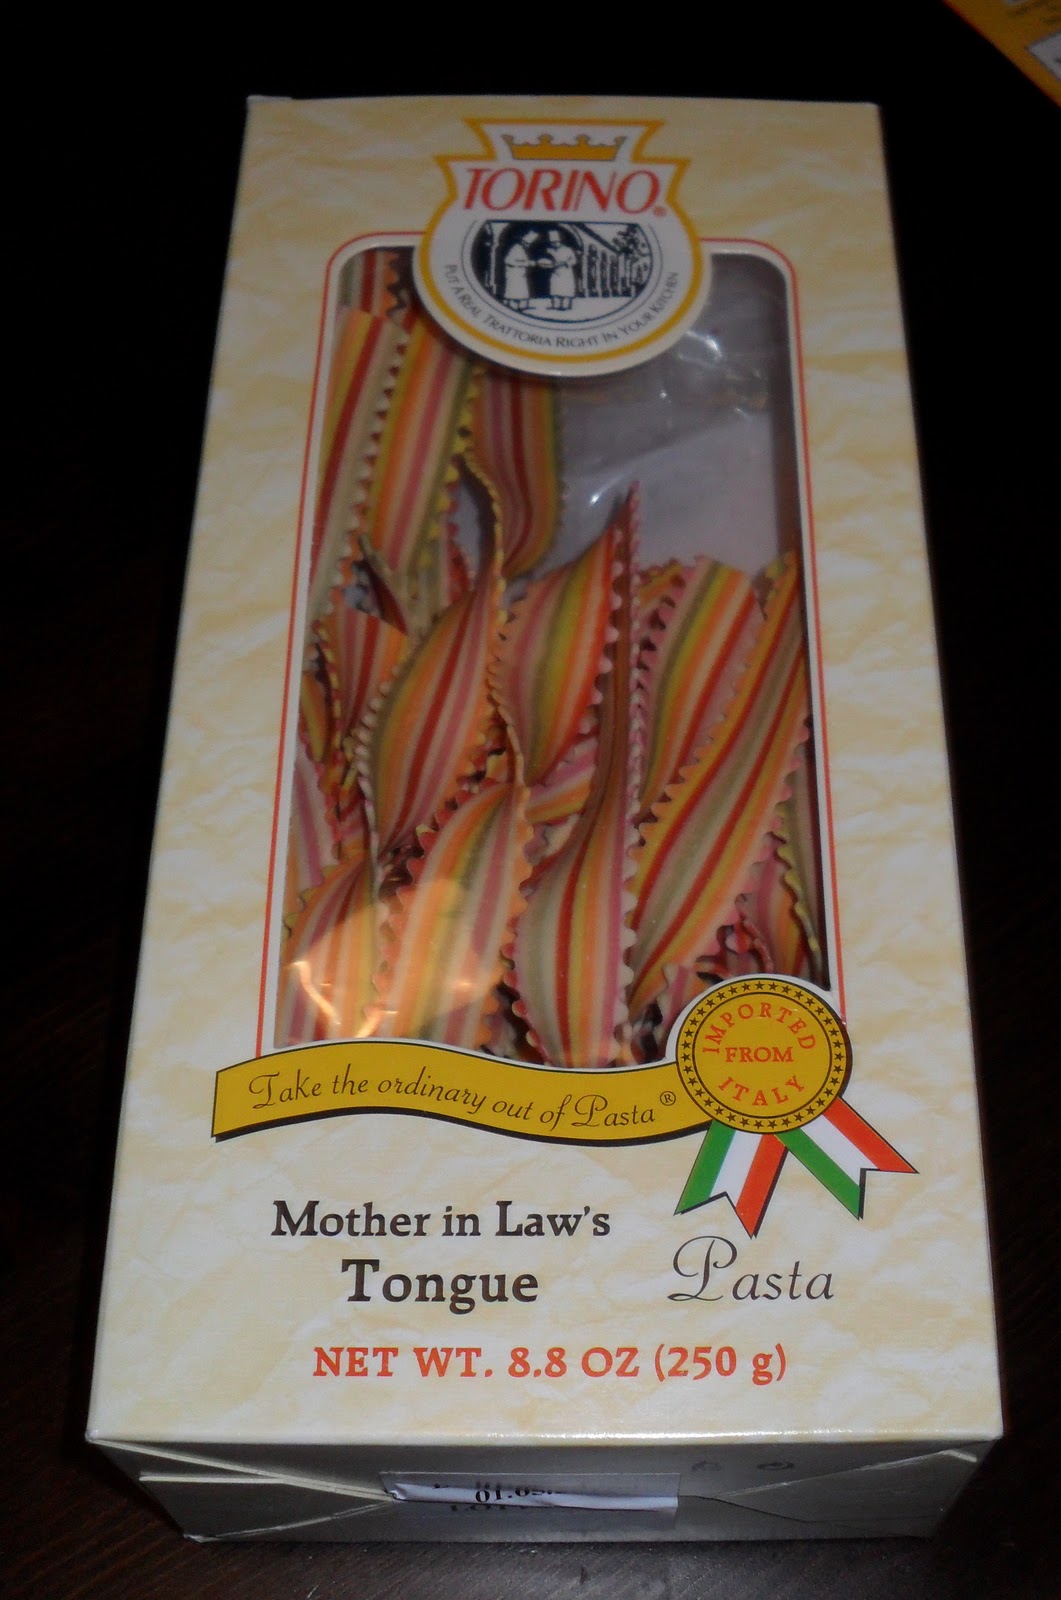 TORINO®
PUT A REAL TRATTORIA RIGHT IN YOUR KITCHEN
IMPORTED
FROM
ITALY
Take the ordinary out of Pasta®
Mother in Law's
Tongue
Pasta
NET WT. 8.8 OZ (250 g)